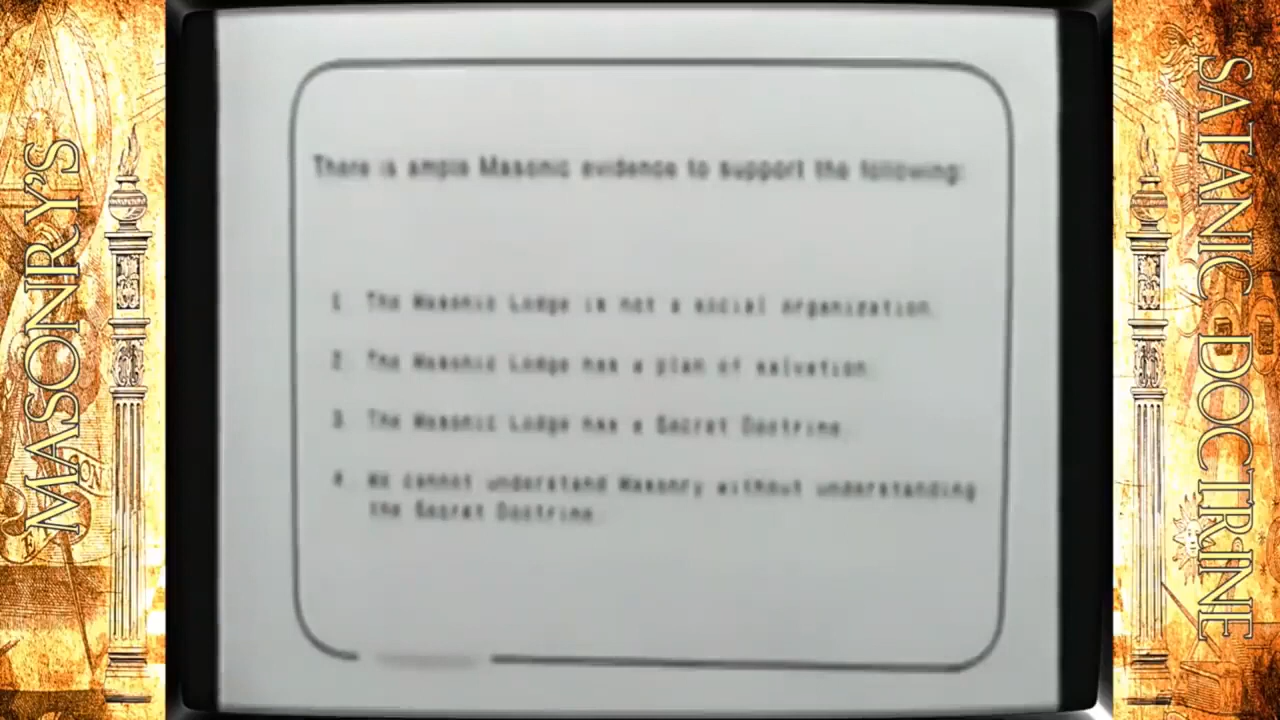 MASONRY'S
There is ample Masonic evidence to support the following:
1. The Masonic Lodge is not a social organization.
2. The Masonic Lodge has a plan of salvation.
3. The Masonic Lodge has a Secret Doctrine.
4. We cannot understand Masonry without understanding
the Secret Doctrine.
SATANIC DOCTRINE